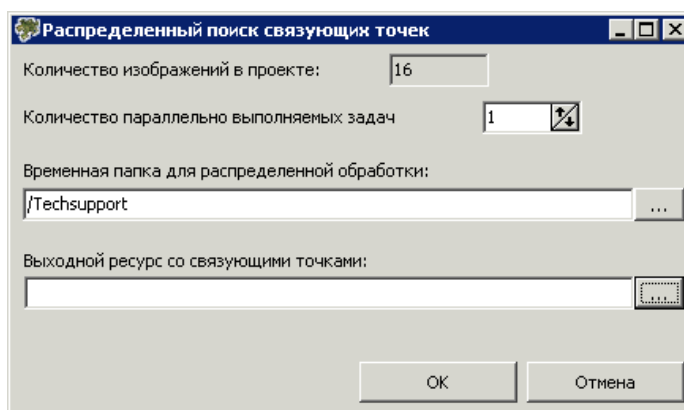 Распределенный поиск связующих точек
Количество изображений в проекте: 16
Количество параллельно выполняемых задач 1
Временная папка для распределенной обработки:
/Techsupport ...
Выходной ресурс со связующими точками:
...
OK Отмена